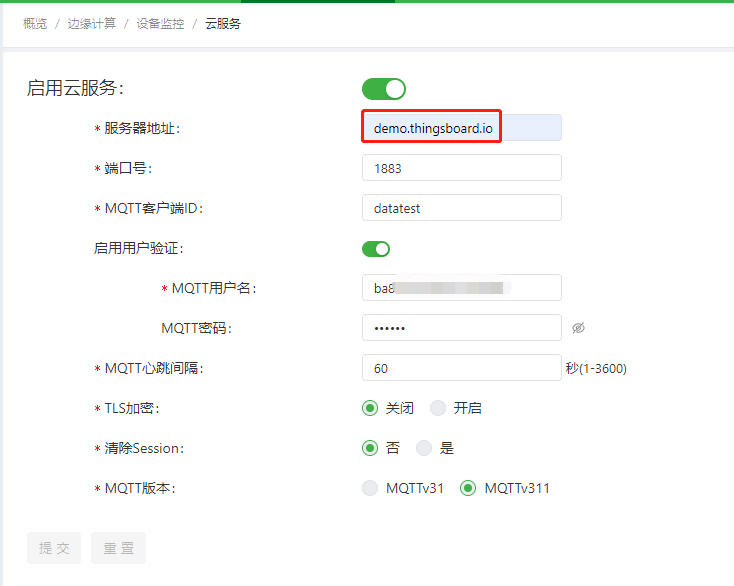 概览 / 边缘计算 / 设备监控 / 云服务
启用云服务：
* 服务器地址： demo.thingsboard.io
* 端口号： 1883
* MQTT客户端ID： datatest
启用用户验证：
* MQTT用户名： ba8
MQTT密码： ••••••
* MQTT心跳间隔： 60 秒(1-3600)
* TLS加密： 关闭 开启
* 清除Session： 否 是
* MQTT版本： MQTTv31 MQTTv311
提交 重置